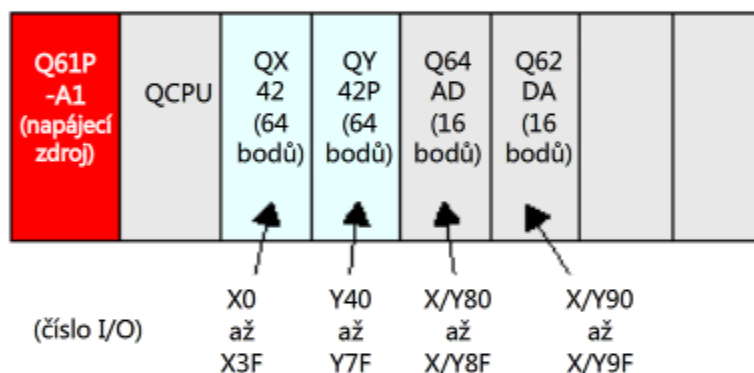 Q61P
-A1
(napájecí
zdroj)
QCPU
QX
42
(64
bodů)
QY
42P
(64
bodů)
Q64
AD
(16
bodů)
Q62
DA
(16
bodů)
(číslo I/O)
X0
až
X3F
Y40
až
Y7F
X/Y80
až
X/Y8F
X/Y90
až
X/Y9F